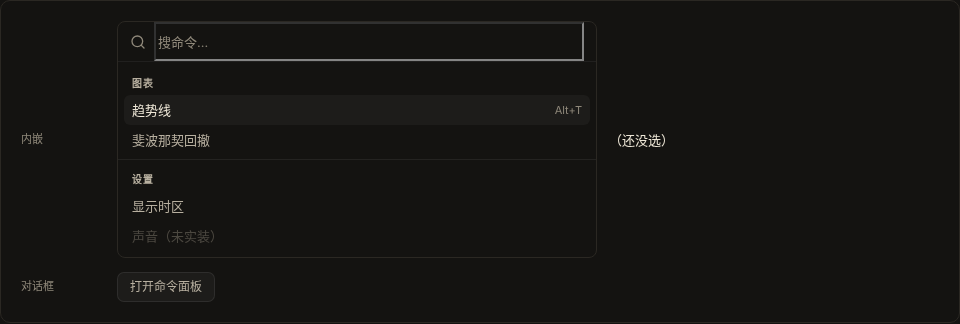 搜命令...
图表
趋势线 Alt+T
斐波那契回撤
内嵌
（还没选）
设置
显示时区
声音（未实装）
对话框
打开命令面板